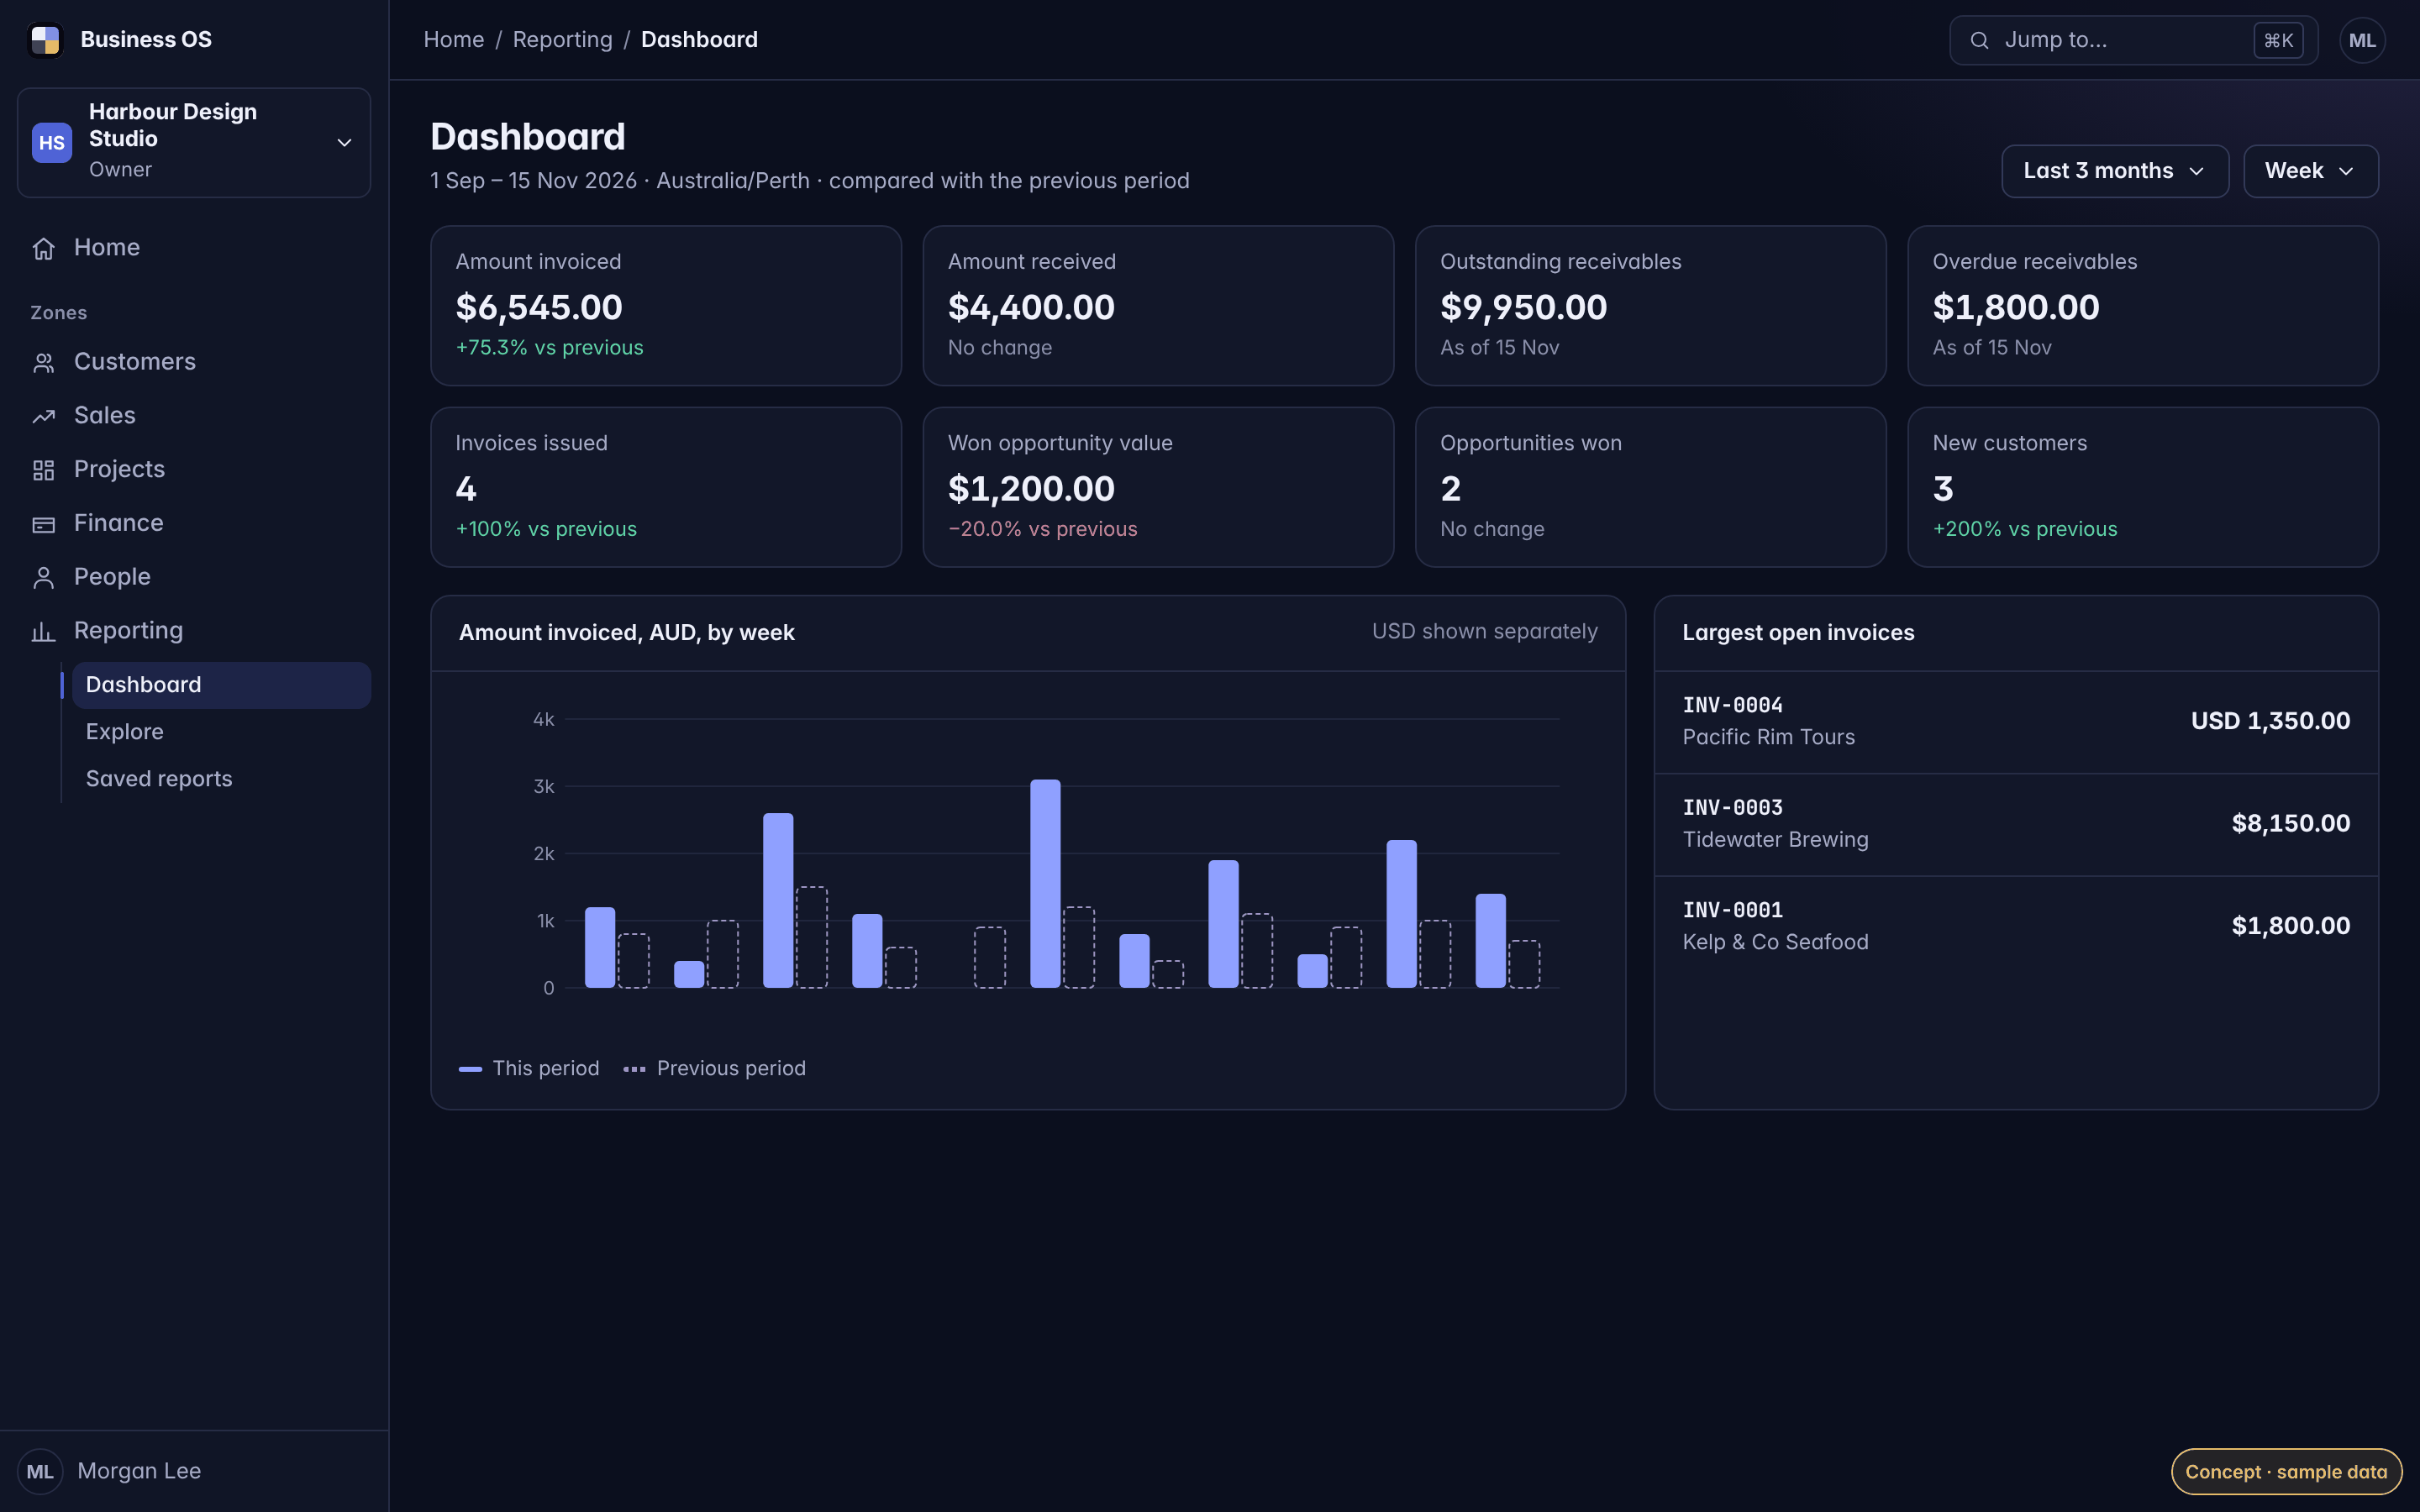 Business OS
HS
Harbour Design
Studio
Owner
Home
Zones
Customers
Sales
Projects
Finance
People
Reporting
Dashboard
Explore
Saved reports
ML
Morgan Lee
Home / Reporting / Dashboard
Jump to...
⌘K
ML
Dashboard
1 Sep – 15 Nov 2026 · Australia/Perth · compared with the previous period
Last 3 months
Week
Amount invoiced
$6,545.00
+75.3% vs previous
Amount received
$4,400.00
No change
Outstanding receivables
$9,950.00
As of 15 Nov
Overdue receivables
$1,800.00
As of 15 Nov
Invoices issued
4
+100% vs previous
Won opportunity value
$1,200.00
−20.0% vs previous
Opportunities won
2
No change
New customers
3
+200% vs previous
Amount invoiced, AUD, by week
USD shown separately
4k
3k
2k
1k
0
This period
Previous period
Largest open invoices
INV-0004
Pacific Rim Tours
USD 1,350.00
INV-0003
Tidewater Brewing
$8,150.00
INV-0001
Kelp & Co Seafood
$1,800.00
Concept · sample data